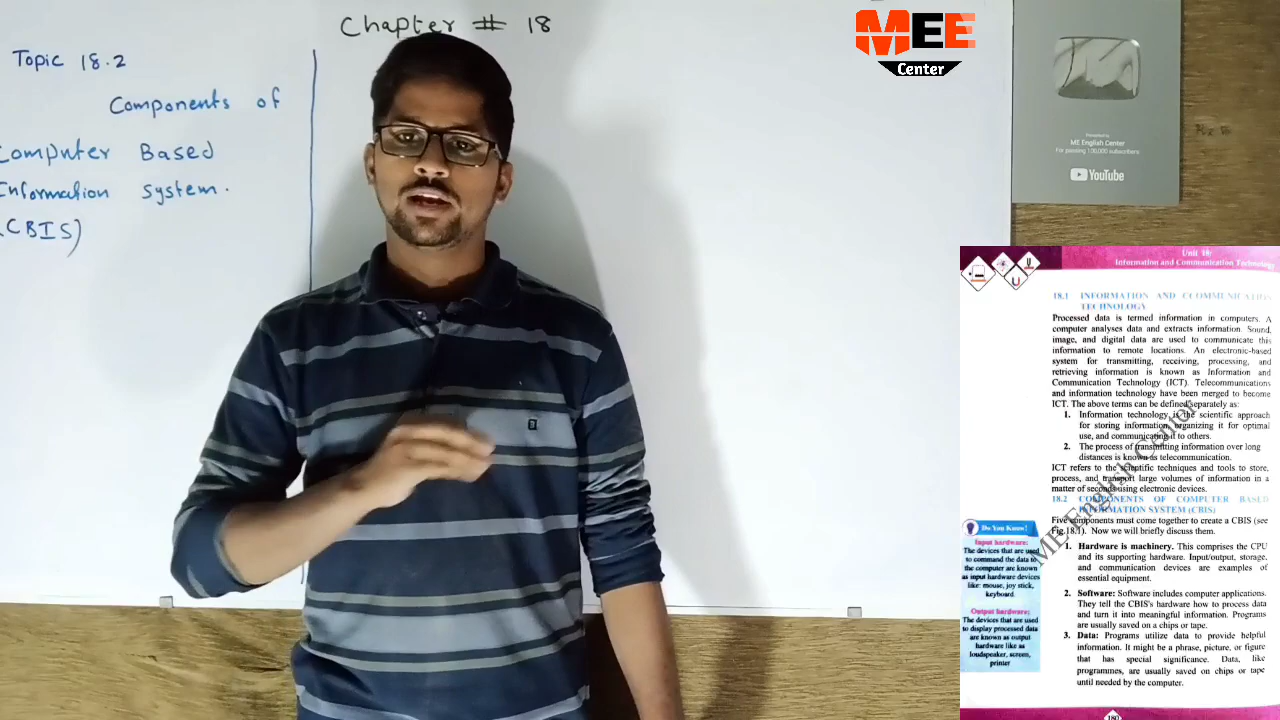 Chapter # 18
Topic 18.2
Components of
Computer Based
Information system.
(CBIS)
MEE
Center
Presented to
ME English Center
For passing 100,000 subscribers
YouTube
Unit 18:
Information and Communication Technology
18.1 INFORMATION AND CCOMMUNICATION
TECHNOLOGY
Processed data is termed information in computers. A
computer analyses data and extracts information. Sound,
image, and digital data are used to communicate this
information to remote locations. An electronic-based
system for transmitting, receiving, processing, and
retrieving information is known as Information and
Communication Technology (ICT). Telecommunications
and information technology have been merged to become
ICT. The above terms can be defined separately as:
1. Information technology is the scientific approach
for storing information, organizing it for optimal
use, and communicating it to others.
2. The process of transmitting information over long
distances is known as telecommunication.
ICT refers to the scientific techniques and tools to store,
process, and transport large volumes of information in a
matter of seconds using electronic devices.
18.2 COMPONENTS OF COMPUTER BASED
INFORMATION SYSTEM (CBIS)
Five components must come together to create a CBIS (see
Fig.18.1). Now we will briefly discuss them.
1. Hardware is machinery. This comprises the CPU
and its supporting hardware. Input/output, storage,
and communication devices are examples of
essential equipment.
2. Software: Software includes computer applications.
They tell the CBIS's hardware how to process data
and turn it into meaningful information. Programs
are usually saved on a chips or tape.
3. Data: Programs utilize data to provide helpful
information. It might be a phrase, picture, or figure
that has special significance. Data, like
programmes, are usually saved on chips or tape
until needed by the computer.
Do You Know!
Input hardware:
The devices that are used
to command the data to
the computer are known
as input hardware devices
like: mouse, joy stick,
keyboard.
Output hardware:
The devices that are used
to display processed data
are known as output
hardware like as
loudspeaker, screen,
printer
ME English Center
180